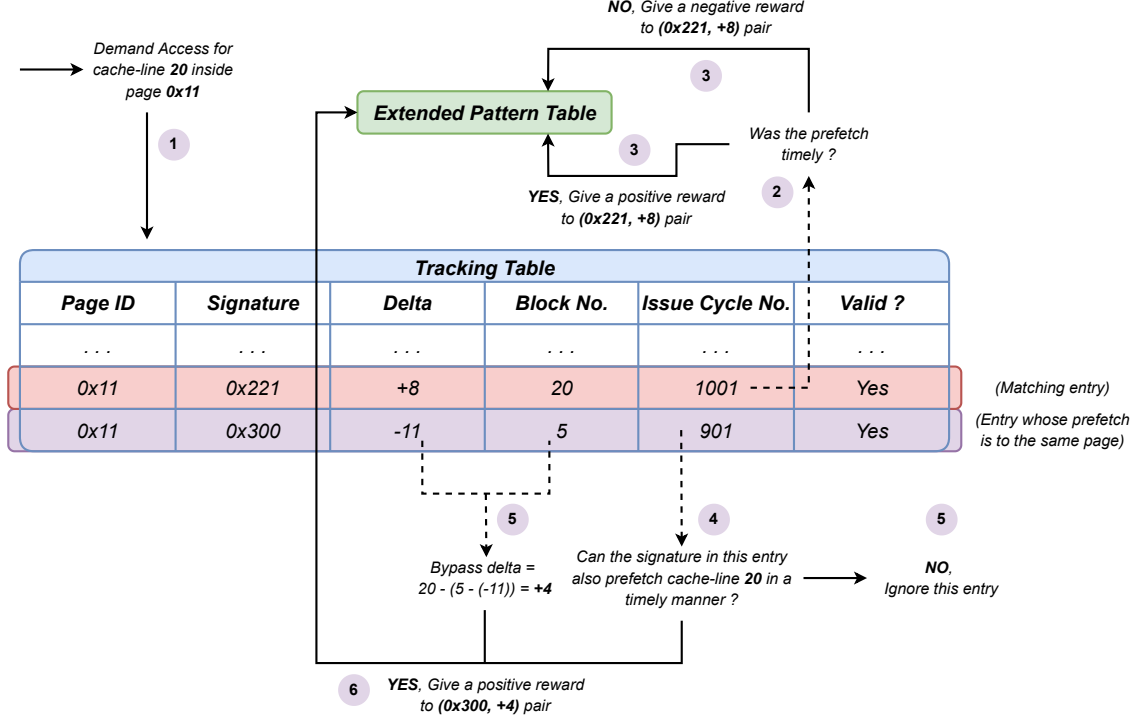 NO, Give a negative reward
to (0x221, +8) pair
Demand Access for
cache-line 20 inside
page 0x11
3
Extended Pattern Table
1
3
Was the prefetch
timely ?
YES, Give a positive reward
to (0x221, +8) pair
2
Tracking Table
Page ID Signature Delta Block No. Issue Cycle No. Valid ?
. . . . . . . . . . . . . . . . . .
0x11 0x221 +8 20 1001 Yes
(Matching entry)
0x11 0x300 -11 5 901 Yes
(Entry whose prefetch
is to the same page)
5
4
5
Bypass delta =
20 - (5 - (-11)) = +4
Can the signature in this entry
also prefetch cache-line 20 in a
timely manner ?
NO,
Ignore this entry
6
YES, Give a positive reward
to (0x300, +4) pair